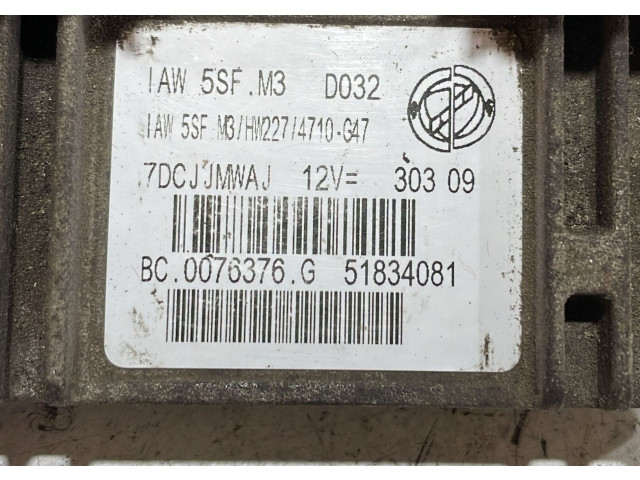 IAW 5SF.M3 D032
IAW 5SF M3/HW227/4710-G47
7DCJJMWAJ 12V= 303 09
BC.0076376.G 51834081